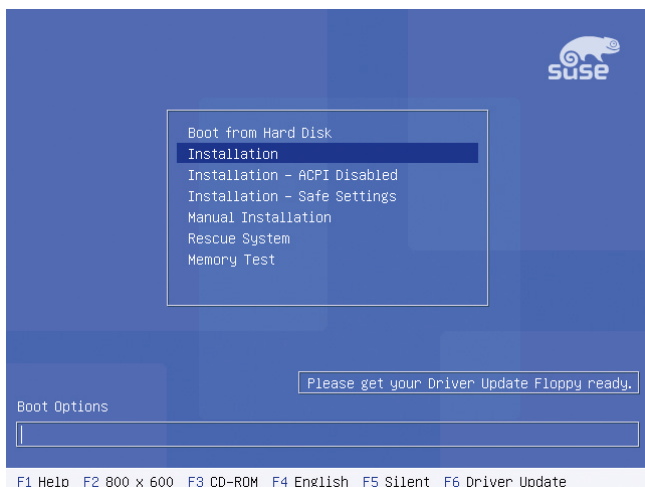 suse
Boot from Hard Disk
Installation
Installation – ACPI Disabled
Installation – Safe Settings
Manual Installation
Rescue System
Memory Test
Please get your Driver Update Floppy ready.
Boot Options
F1 Help F2 800 x 600 F3 CD-ROM F4 English F5 Silent F6 Driver Update